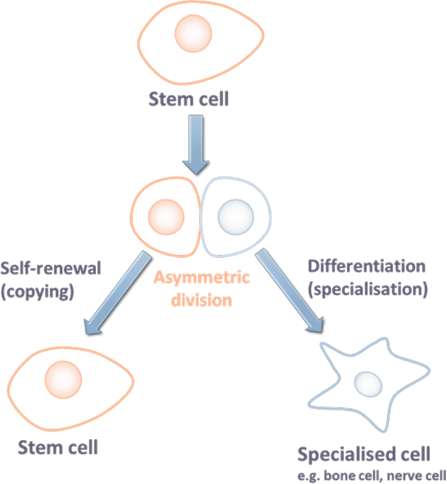 Stem cell
Self-renewal
(copying)
Asymmetric
division
Differentiation
(specialisation)
Stem cell
Specialised cell
e.g. bone cell, nerve cell